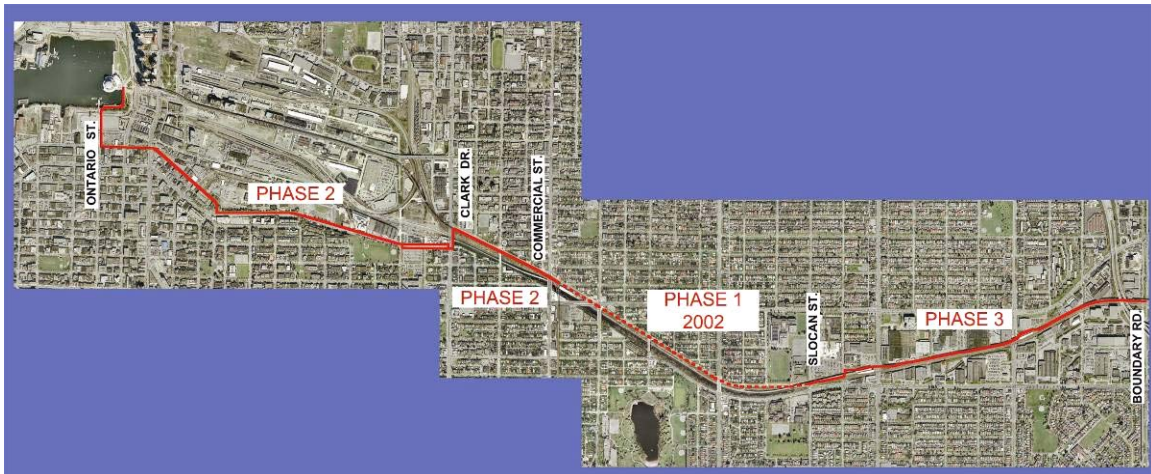 ONTARIO ST.
PHASE 2
CLARK DR.
COMMERCIAL ST.
PHASE 2
PHASE 1
2002
SLOCAN ST.
PHASE 3
BOUNDARY RD.